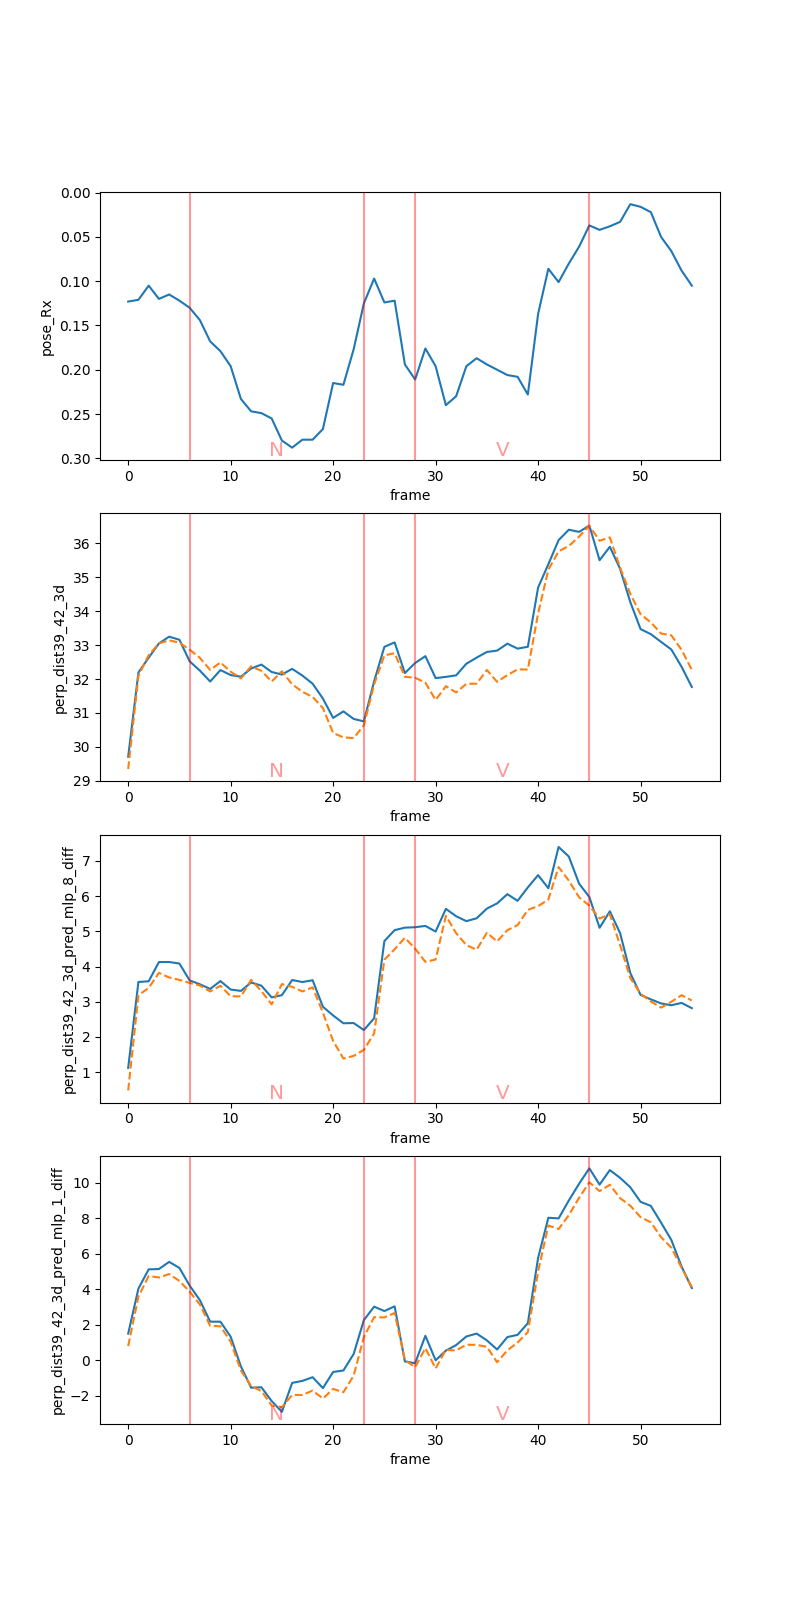 0.00
0.05
0.10
0.15
0.20
0.25
0.30
pose_Rx
N
V
0 10 20 30 40 50
frame
36
35
34
33
32
31
30
29
perp_dist39_42_3d
N
V
0 10 20 30 40 50
frame
7
6
5
4
3
2
1
perp_dist39_42_3d_pred_mlp_8_diff
N
V
0 10 20 30 40 50
frame
10
8
6
4
2
0
−2
perp_dist39_42_3d_pred_mlp_1_diff
N
V
0 10 20 30 40 50
frame